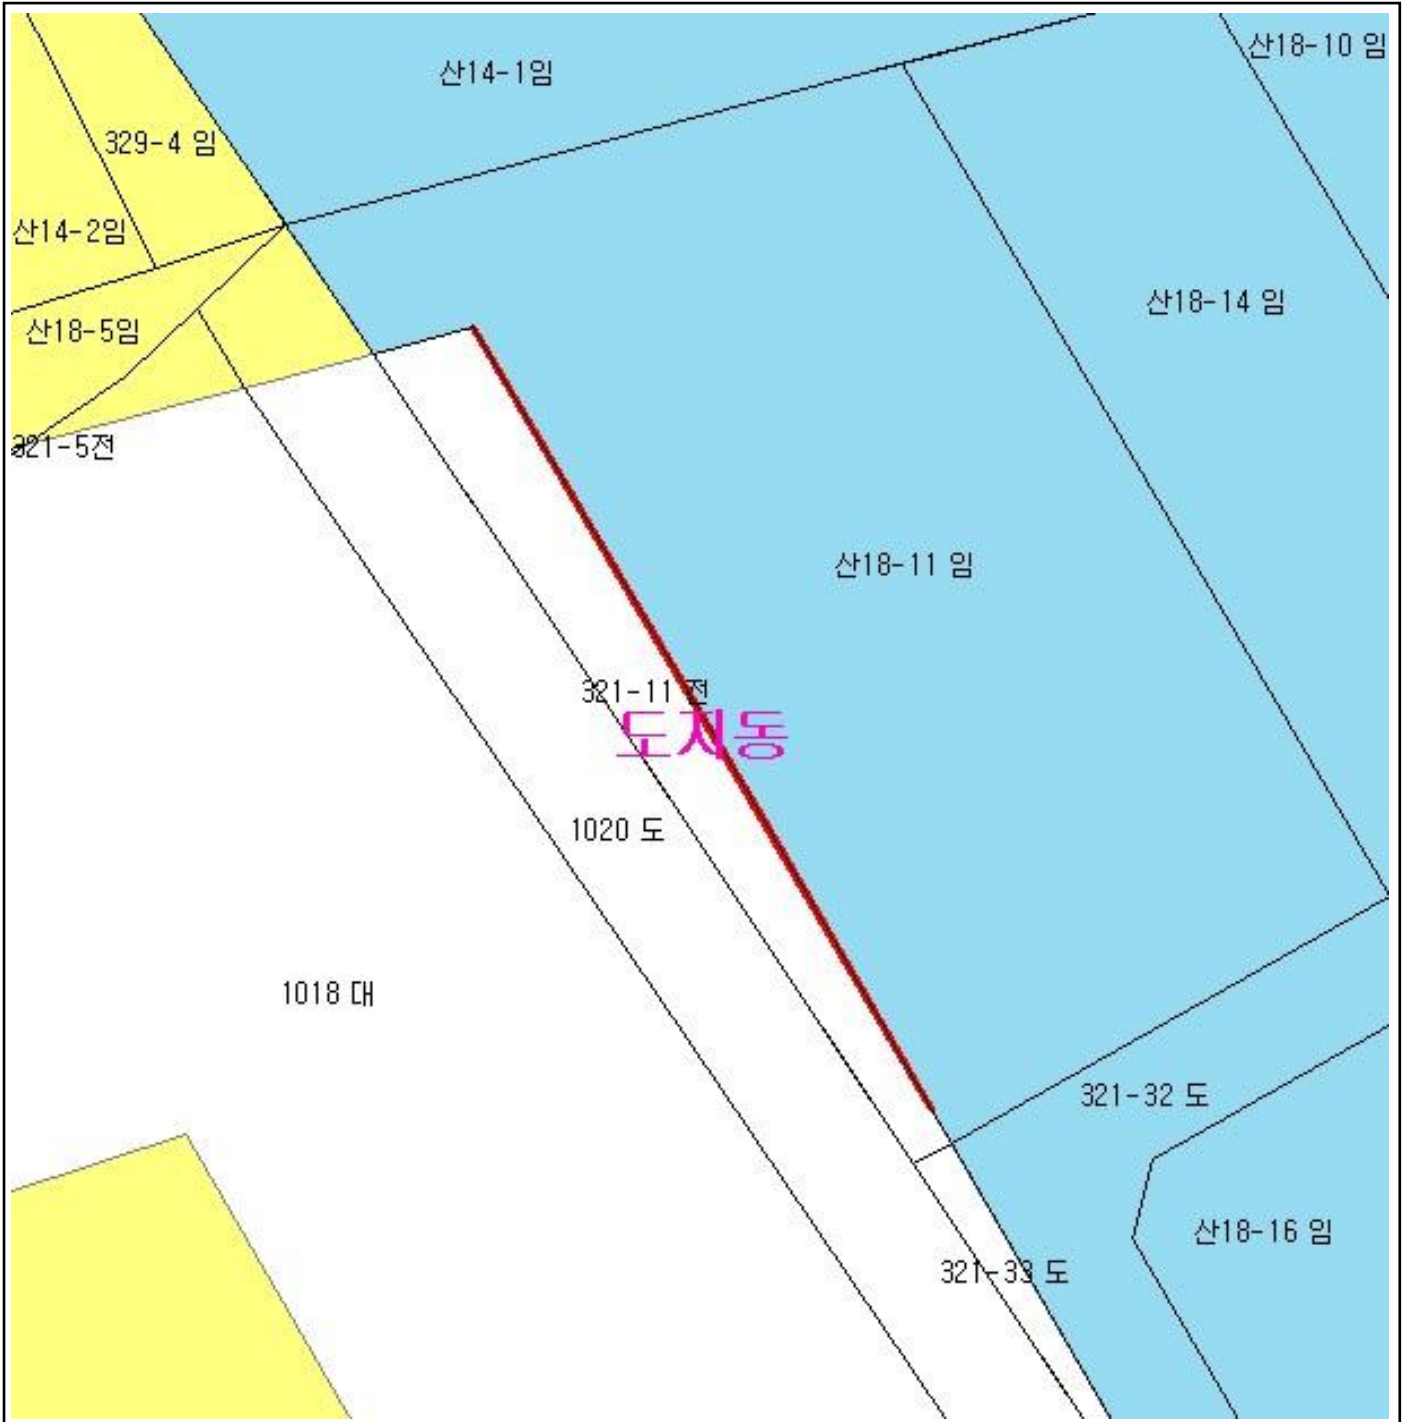 산18-10 임
산14-1임
329-4 임
산14-2임
산18-14 임
산18-5임
321-5전
산18-11 임
321-11 전
도지동
1020 도
1018 대
321-32 도
산18-16 임
321-33 도